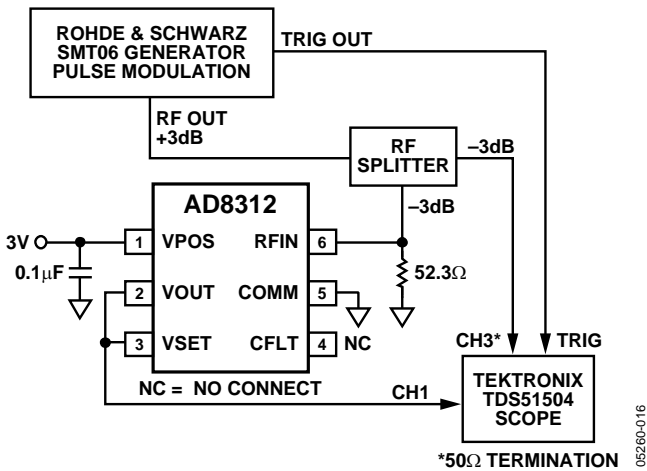 ROHDE & SCHWARZ
SMT06 GENERATOR
PULSE MODULATION
TRIG OUT
RF OUT
+3dB
RF
SPLITTER
–3dB
–3dB
AD8312
3V
0.1μF
1 VPOS
RFIN 6
2 VOUT
COMM 5
3 VSET
CFLT 4 NC
52.3Ω
NC = NO CONNECT
CH1
CH3*
TRIG
TEKTRONIX
TDS51504
SCOPE
*50Ω TERMINATION
05260-016